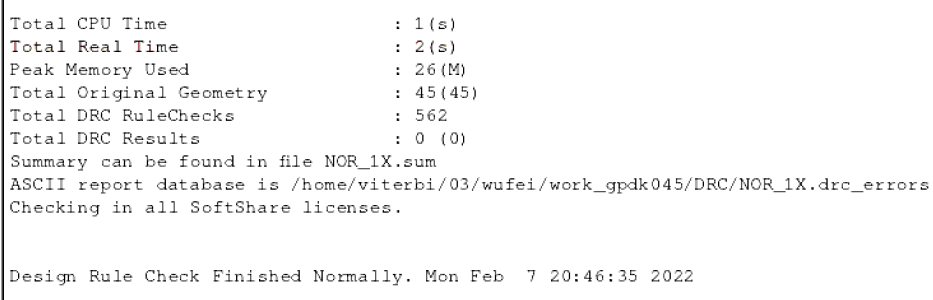 Total CPU Time                    : 1(s)
Total Real Time                   : 2(s)
Peak Memory Used                  : 26(M)
Total Original Geometry           : 45(45)
Total DRC RuleChecks              : 562
Total DRC Results                 : 0 (0)
Summary can be found in file NOR_1X.sum
ASCII report database is /home/viterbi/03/wufei/work_gpdk045/DRC/NOR_1X.drc_errors
Checking in all SoftShare licenses.
Design Rule Check Finished Normally. Mon Feb  7 20:46:35 2022